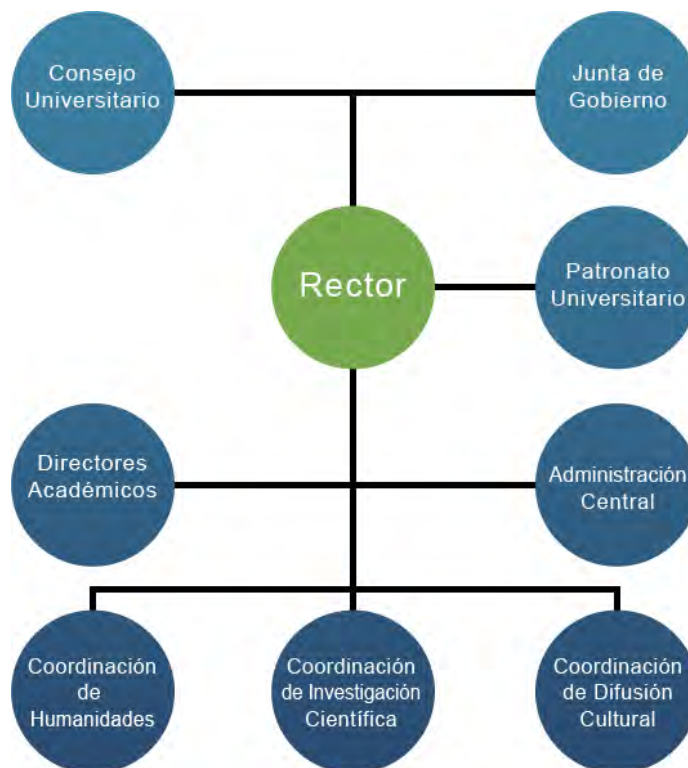 Consejo
Universitario
Junta de
Gobierno
Rector
Patronato
Universitario
Directores
Académicos
Administración
Central
Coordinación
de
Humanidades
Coordinación
de Investigación
Científica
Coordinación
de Difusión
Cultural